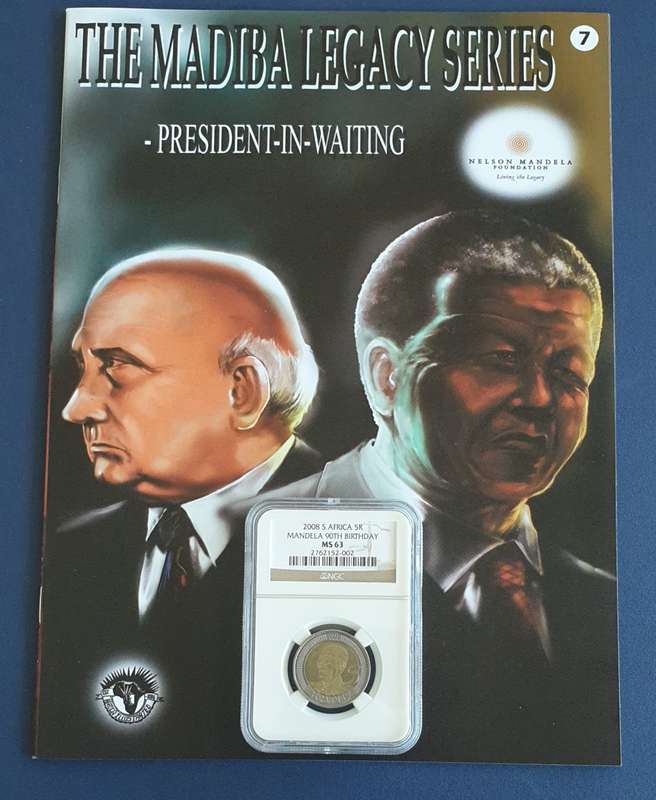 THE MADIBA LEGACY SERIES
7
- PRESIDENT-IN-WAITING
NELSON MANDELA
FOUNDATION
Living the Legacy
2008 S AFRICA 5R
MANDELA 90TH BIRTHDAY
MS 63
2762152-002
NGC